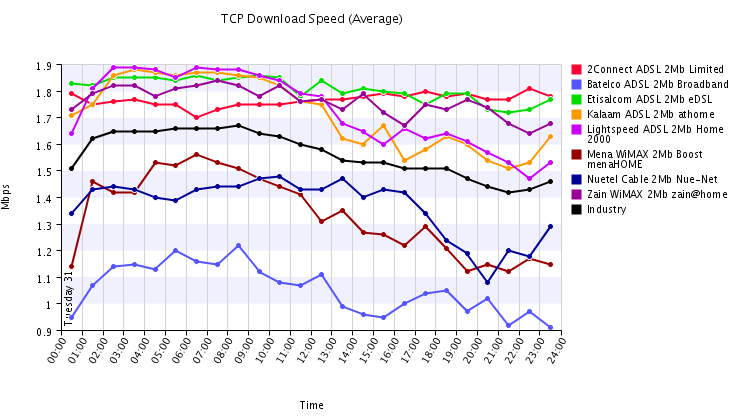 TCP Download Speed (Average)
1.9
1.8
1.7
1.6
1.5
1.4
1.3
1.2
1.1
1
0.9
Mbps
Tuesday 31
00:00
01:00
02:00
03:00
04:00
05:00
06:00
07:00
08:00
09:00
10:00
11:00
12:00
13:00
14:00
15:00
16:00
17:00
18:00
19:00
20:00
21:00
22:00
23:00
24:00
Time
2Connect ADSL 2Mb Limited
Batelco ADSL 2Mb Broadband
Etisalcom ADSL 2Mb eDSL
Kalaam ADSL 2Mb athome
Lightspeed ADSL 2Mb Home
2000
Mena WiMAX 2Mb Boost
menaHOME
Nuetel Cable 2Mb Nue-Net
Zain WiMAX 2Mb zain@home
Industry